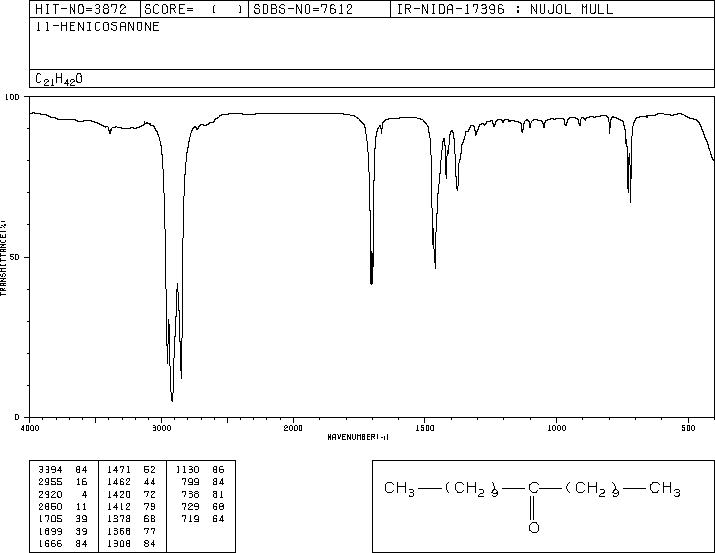 HIT-NO=3872 SCORE= ( ) SDBS-NO=7612 IR-NIDA-17396 : NUJOL MULL
11-HENICOSANONE
C21H42O
100
50
0
TRANSMITTANCE(%)
4000 3000 2000 1500 1000 500
WAVENUMBER(-1)
3394 84 1471 52 1130 86
2955 16 1462 44 799 84
2920 4 1420 72 738 81
2860 11 1412 79 729 68
1705 39 1378 68 719 64
1699 39 1368 77
1666 84 1308 84
CH3—(CH2)9—C—(CH2)9—CH3
O